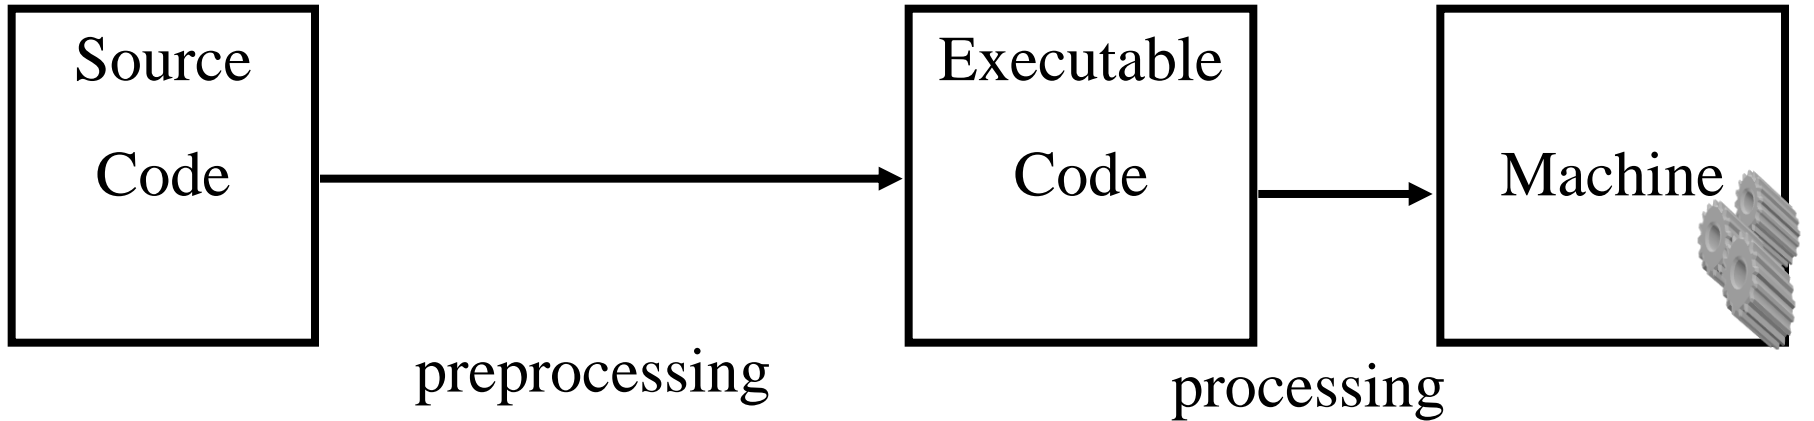 Source
Code
Executable
Code
Machine
preprocessing
processing